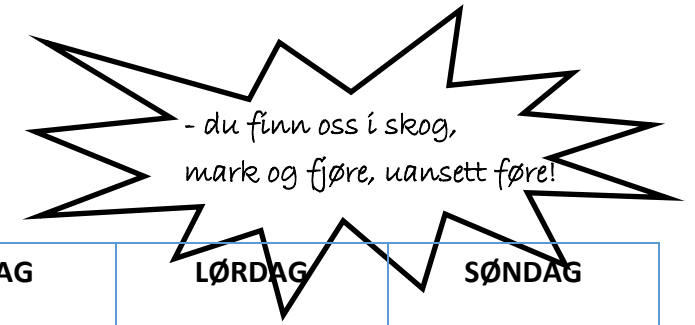 - du finn oss i skog,
mark og fjøre, uansett føre!
AG LØRDAG SØNDAG